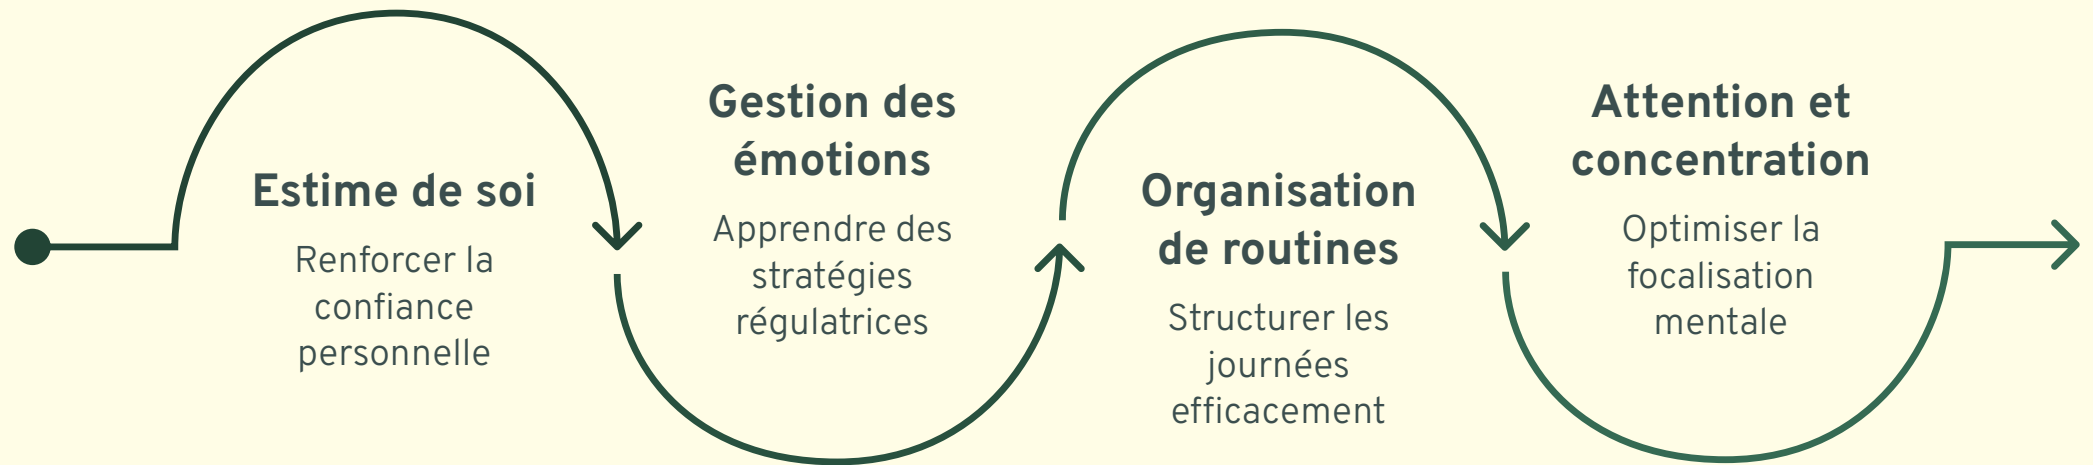 Estime de soi
Renforcer la
confiance
personnelle
Gestion des
émotions
Apprendre des
stratégies
régulatrices
Organisation
de routines
Structurer les
journées
efficacement
Attention et
concentration
Optimiser la
focalisation
mentale